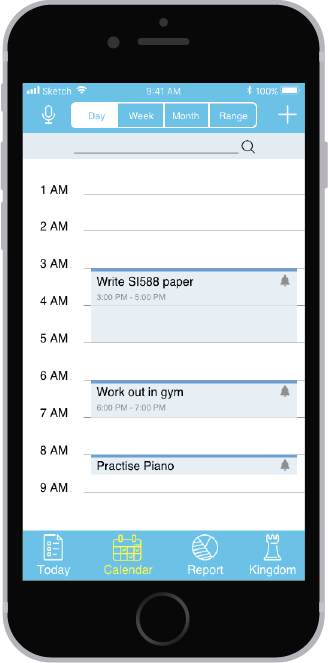 Sketch 9:41 AM 100%
Day Week Month Range
1 AM
2 AM
3 AM
Write SI588 paper
3:00 PM - 5:00 PM
4 AM
5 AM
6 AM
Work out in gym
6:00 PM - 7:00 PM
7 AM
8 AM
Practise Piano
9 AM
Today Calendar Report Kingdom